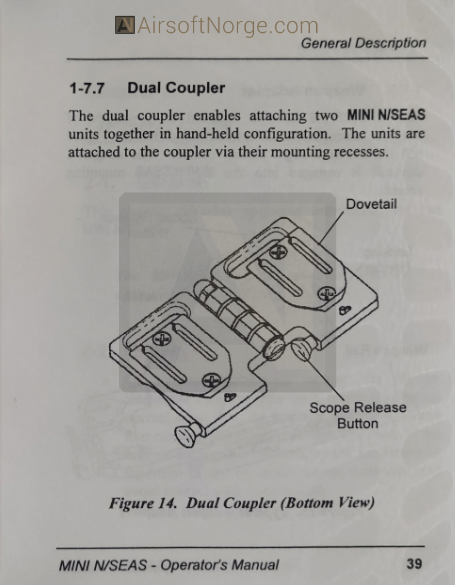 AirsoftNorge.com
General Description
1-7.7 Dual Coupler
The dual coupler enables attaching two MINI N/SEAS
units together in hand-held configuration. The units are
attached to the coupler via their mounting recesses.
Dovetail
Scope Release
Button
Figure 14. Dual Coupler (Bottom View)
MINI N/SEAS - Operator's Manual 39